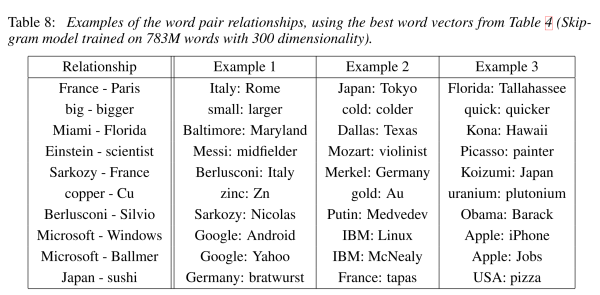 Table 8: Examples of the word pair relationships, using the best word vectors from Table 4 (Skip-
gram model trained on 783M words with 300 dimensionality).
Relationship Example 1 Example 2 Example 3
France - Paris Italy: Rome Japan: Tokyo Florida: Tallahassee
big - bigger small: larger cold: colder quick: quicker
Miami - Florida Baltimore: Maryland Dallas: Texas Kona: Hawaii
Einstein - scientist Messi: midfielder Mozart: violinist Picasso: painter
Sarkozy - France Berlusconi: Italy Merkel: Germany Koizumi: Japan
copper - Cu zinc: Zn gold: Au uranium: plutonium
Berlusconi - Silvio Sarkozy: Nicolas Putin: Medvedev Obama: Barack
Microsoft - Windows Google: Android IBM: Linux Apple: iPhone
Microsoft - Ballmer Google: Yahoo IBM: McNealy Apple: Jobs
Japan - sushi Germany: bratwurst France: tapas USA: pizza